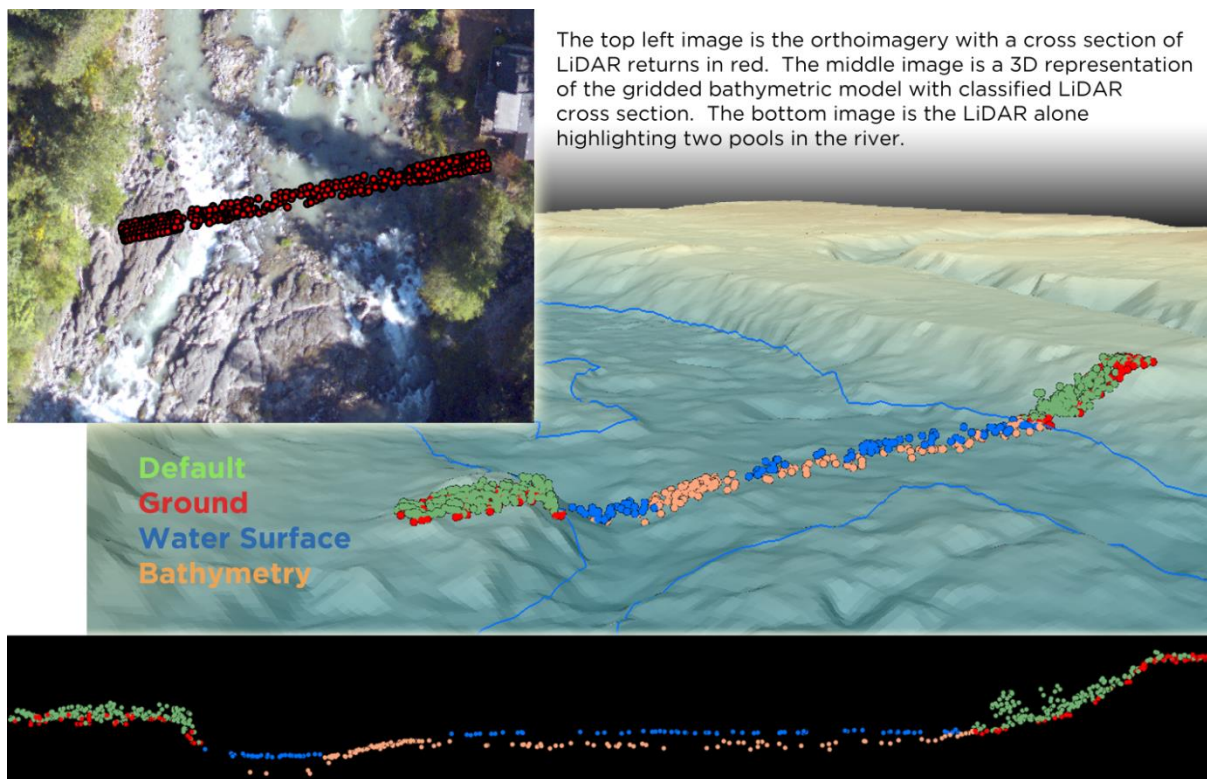 The top left image is the orthoimagery with a cross section of
LiDAR returns in red. The middle image is a 3D representation
of the gridded bathymetric model with classified LiDAR
cross section. The bottom image is the LiDAR alone
highlighting two pools in the river.
Default
Ground
Water Surface
Bathymetry